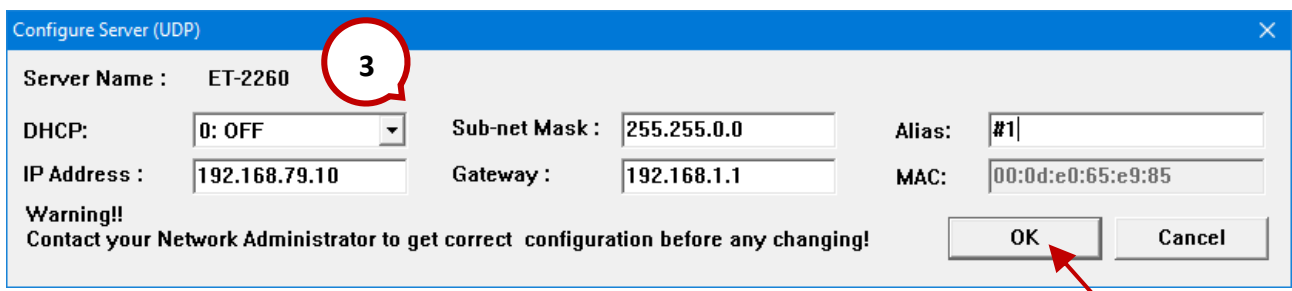 Configure Server (UDP)
Server Name : ET-2260
3
DHCP: 0: OFF Sub-net Mask : 255.255.0.0 Alias: #1
IP Address : 192.168.79.10 Gateway : 192.168.1.1 MAC: 00:0d:e0:65:e9:85
Warning!!
Contact your Network Administrator to get correct configuration before any changing!
OK Cancel